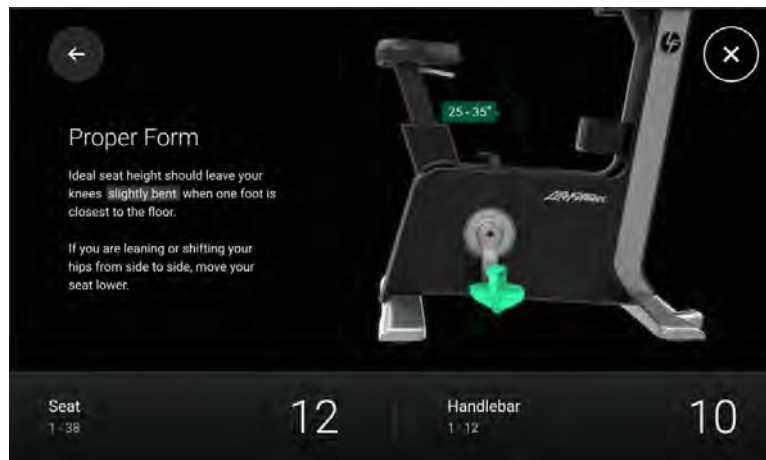 Proper Form
Ideal seat height should leave your
knees slightly bent when one foot is
closest to the floor.
If you are leaning or shifting your
hips from side to side, move your
seat lower.
25 - 35°
LifeFitness
Seat
1 - 38
12
Handlebar
1 - 12
10